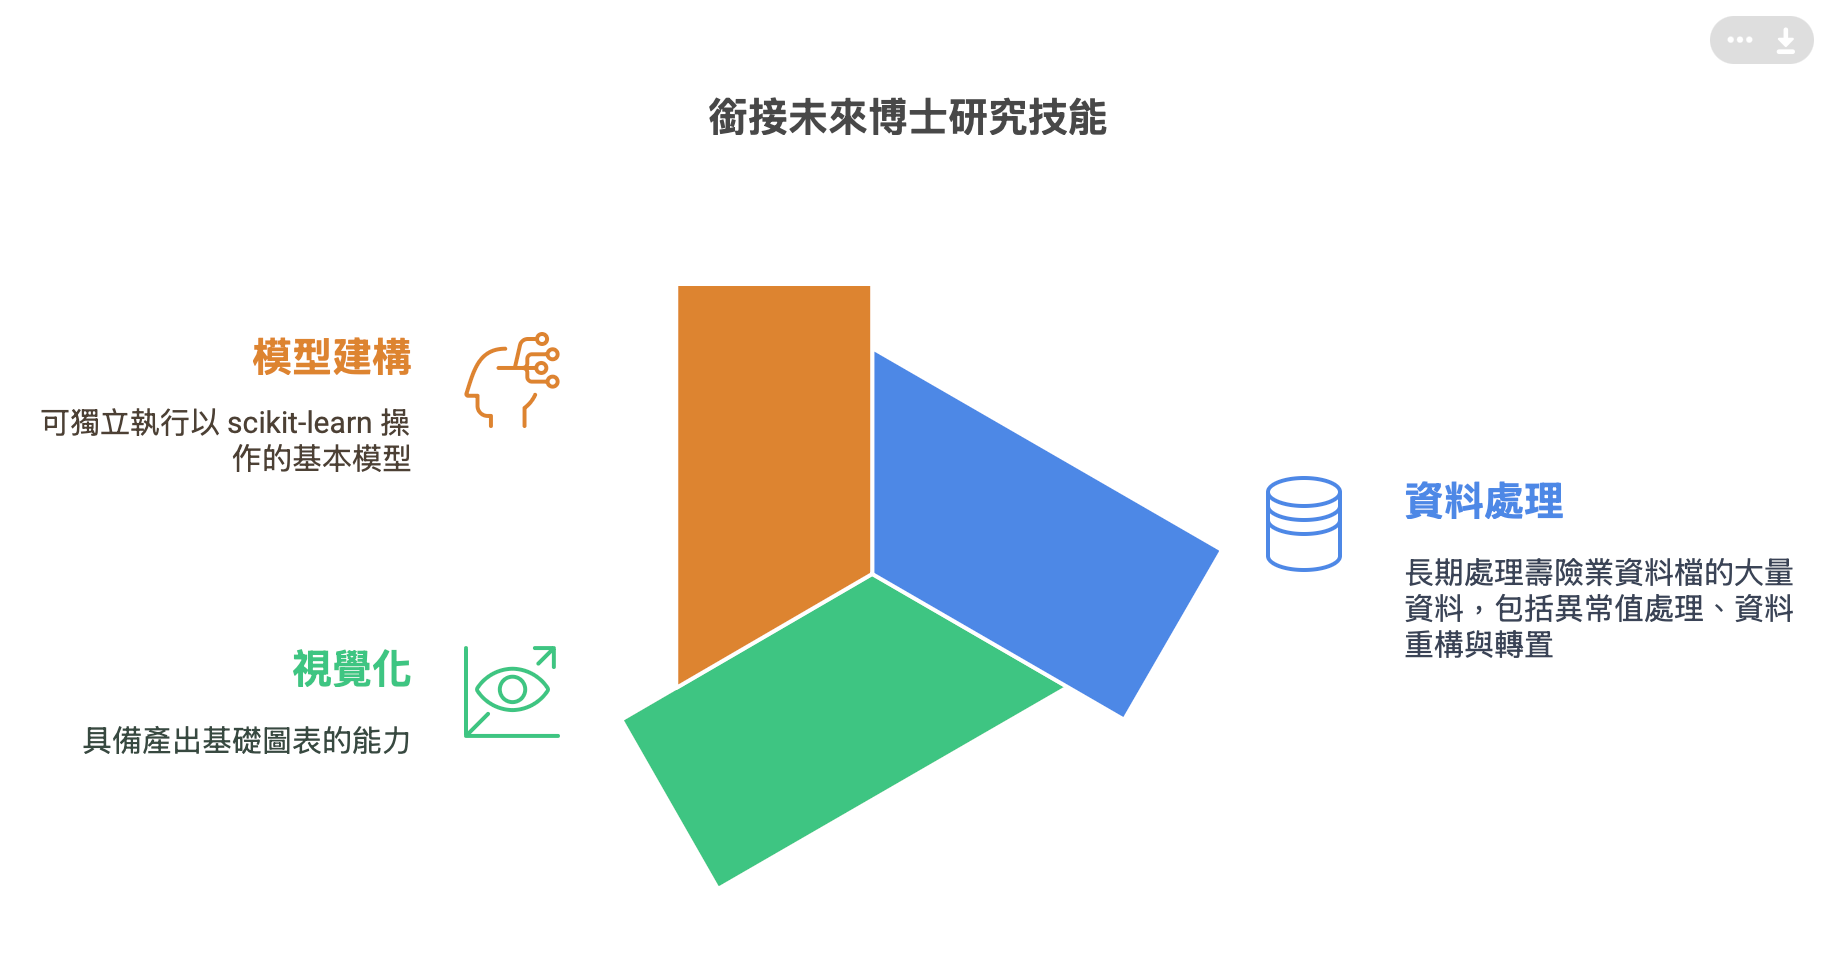 銜接未來博士研究技能
模型建構
可獨立執行以 scikit-learn 操
作的基本模型
資料處理
長期處理壽險業資料檔的大量
資料，包括異常值處理、資料
重構與轉置
視覺化
具備產出基礎圖表的能力